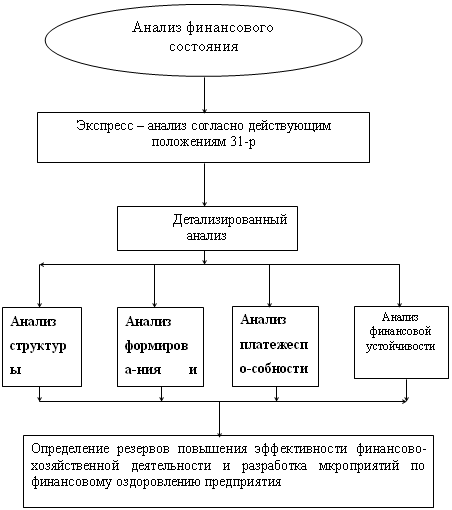 Анализ финансового
состояния
Экспресс – анализ согласно действующим
положениям 31-р
Детализированный
анализ
Анализ
структур
ы
Анализ
формиров
а-ния и
Анализ
платежесп
о-собности
Анализ
финансовой
устойчивости
Определение резервов повышения эффективности финансово-
хозяйственной деятельности и разработка мкроприятий по
финансовому оздоровлению предприятия